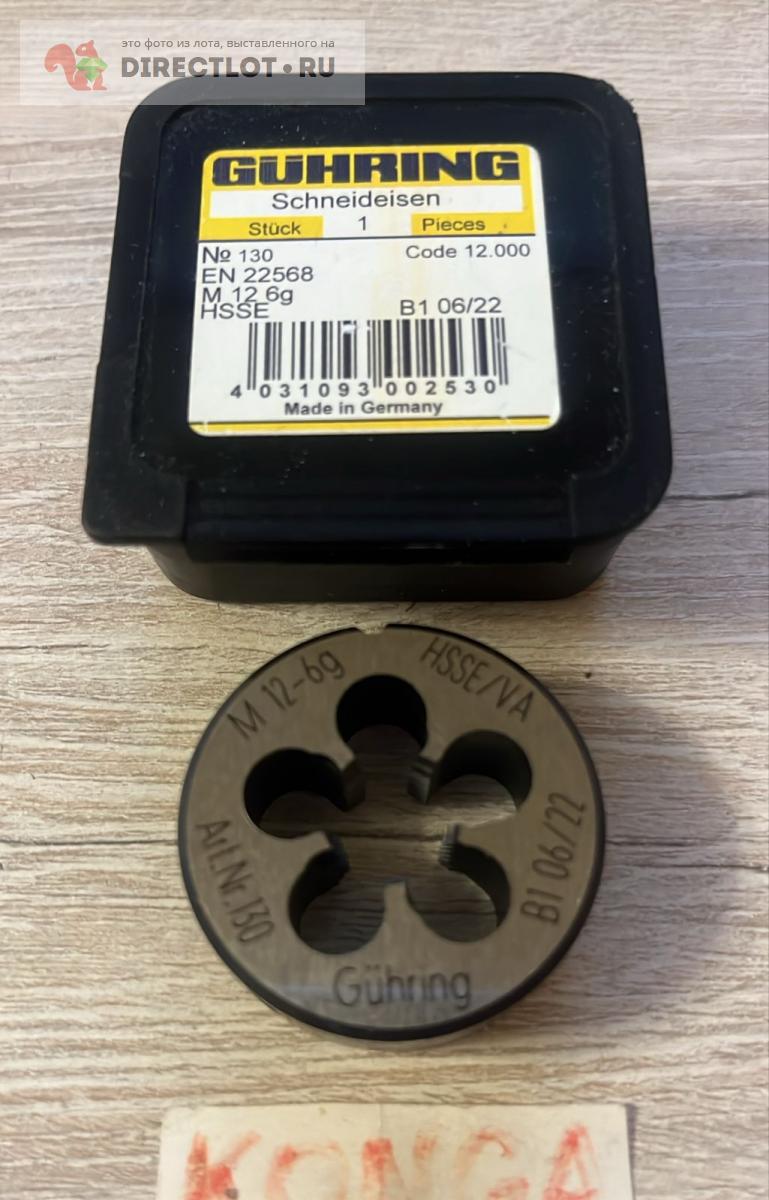 это фото из лота, выставленного на
DIRECTLOT.RU
GÜHRING
Schneideisen
Stück 1 Pieces
№ 130 Code 12.000
EN 22568
M 12 6g
HSSE B1 06/22
4 031093 002530
Made in Germany
M 12-6g HSSE/VA
Art.Nr.130 B1 06/22
Gühring
KONGA